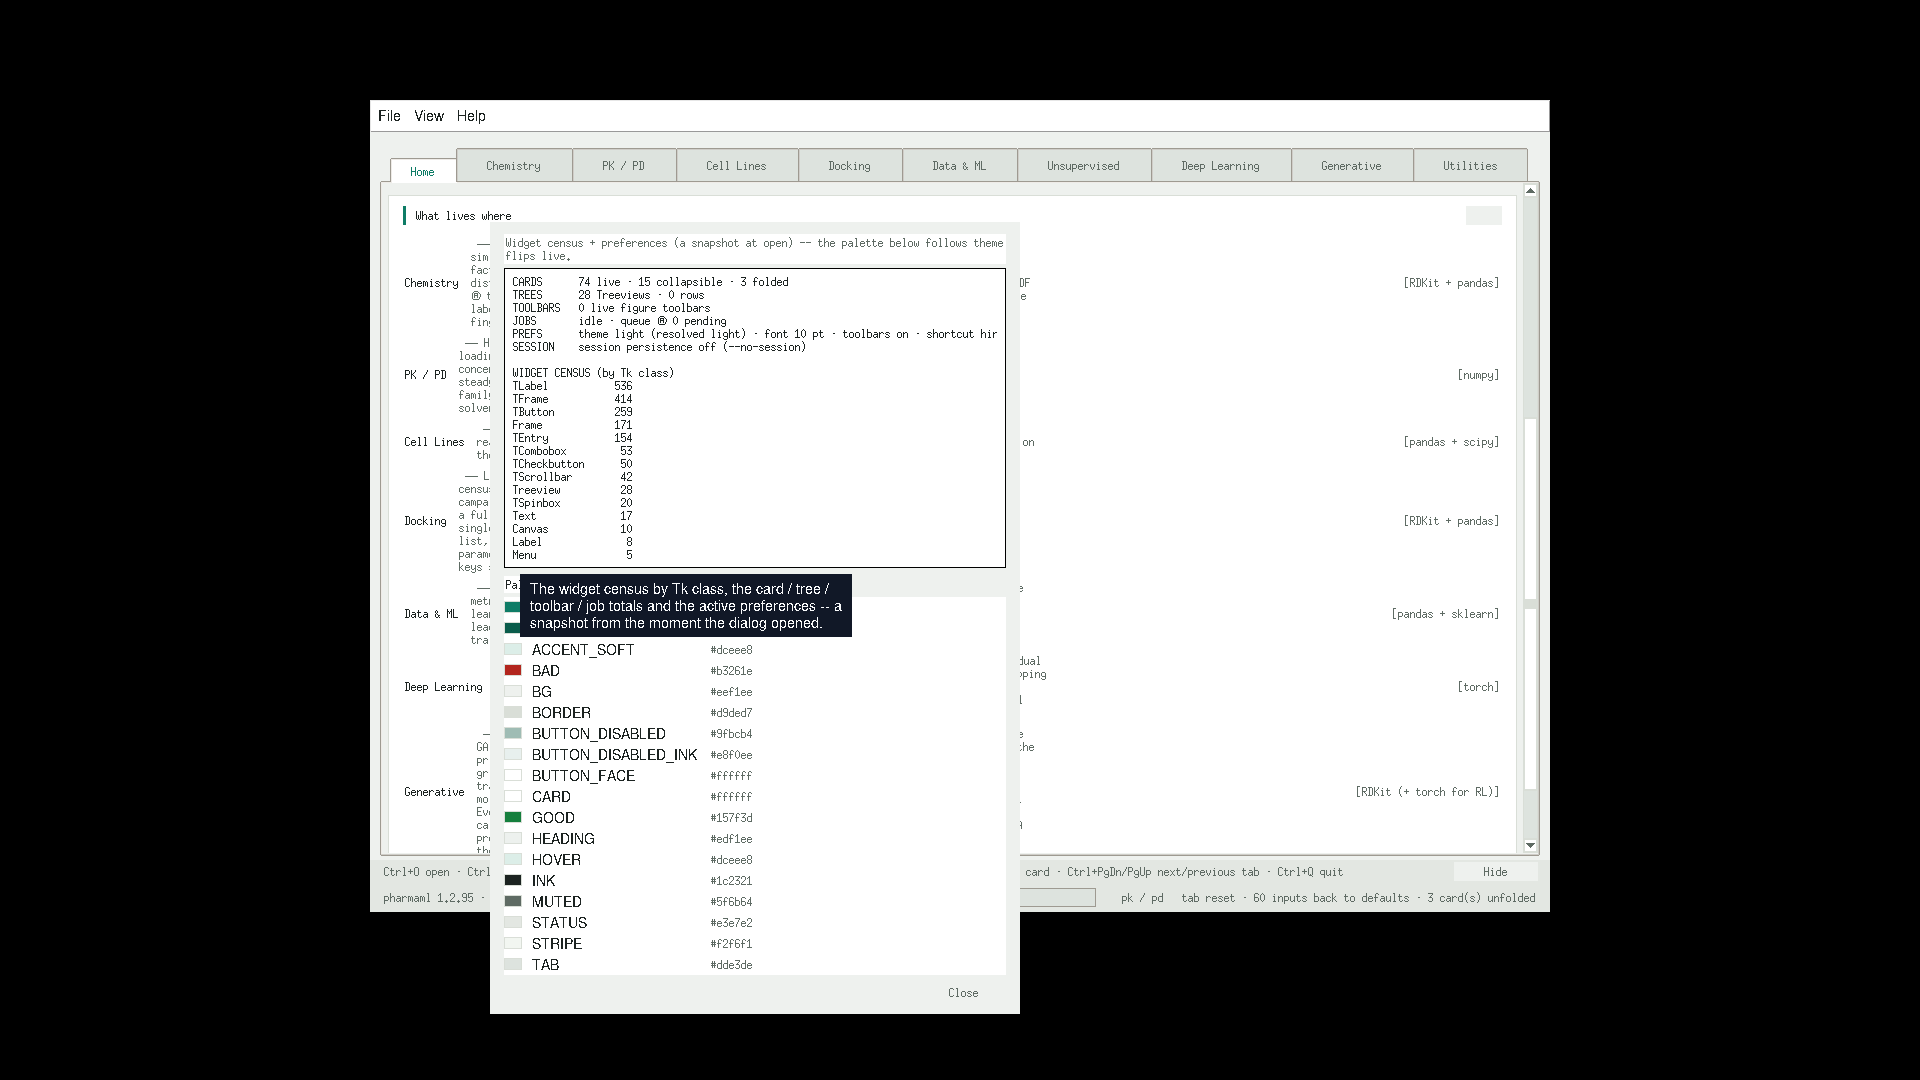 File View Help
Home Chemistry PK / PD Cell Lines Docking Data & ML Unsupervised Deep Learning Generative Utilities
What lives where
Widget census + preferences (a snapshot at open) -- the palette below follows theme
flips live.
CARDS 74 live · 15 collapsible · 3 folded
TREES 28 Treeviews · 0 rows
TOOLBARS 0 live figure toolbars
JOBS idle · queue ® 0 pending
PREFS theme light (resolved light) · font 10 pt · toolbars on · shortcut hir
SESSION session persistence off (--no-session)
WIDGET CENSUS (by Tk class)
TLabel 536
TFrame 414
TButton 259
Frame 171
TEntry 154
TCombobox 53
TCheckbutton 50
TScrollbar 42
Treeview 28
TSpinbox 20
Text 17
Canvas 10
Label 8
Menu 5
The widget census by Tk class, the card / tree /
toolbar / job totals and the active preferences -- a
snapshot from the moment the dialog opened.
ACCENT_SOFT #dceee8
BAD #b3261e
BG #eef1ee
BORDER #d9ded7
BUTTON_DISABLED #9fbcb4
BUTTON_DISABLED_INK #e8f0ee
BUTTON_FACE #ffffff
CARD #ffffff
GOOD #157f3d
HEADING #edf1ee
HOVER #dceee8
INK #1c2321
MUTED #5f6b64
STATUS #e3e7e2
STRIPE #f2f6f1
TAB #dde3de
Close
Chemistry [RDKit + pandas]
PK / PD [numpy]
Cell Lines on [pandas + scipy]
Docking [RDKit + pandas]
Data & ML [pandas + sklearn]
Deep Learning [torch]
the
Generative [RDKit (+ torch for RL)]
Ctrl+O open · Ctrl card · Ctrl+PgDn/PgUp next/previous tab · Ctrl+Q quit Hide
pharmaml 1.2.95 · pk / pd tab reset · 60 inputs back to defaults · 3 card(s) unfolded